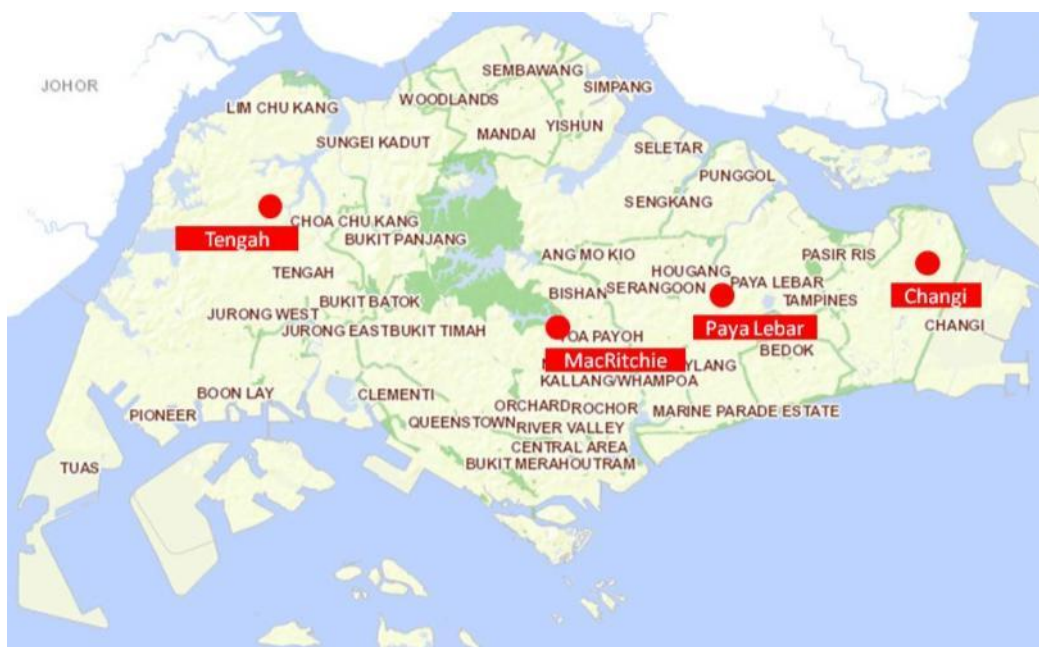 JOHOR
SEMBAWANG
SIMPANG
LIM CHU KANG
WOODLANDS
SUNGEI KADUT
MANDAI
YISHUN
SELETAR
PUNGGOL
SENGKANG
CHOA CHU KANG
Tengah
BUKIT PANJANG
ANG MO KIO
PASIR RIS
HOUGANG
TENGAH
PAYA LEBAR
SERANGOON
BISHAN
Changi
BUKIT BATOK
TAMPINES
JURONG WEST
JURONG EAST
BUKIT TIMAH
Paya Lebar
CHANGI
OA PAYOH
MacRitchie
BEDOK
YLANG
KALLANG/WHAMPOA
BOON LAY
CLEMENTI
PIONEER
ORCHARD
ROCHOR
MARINE PARADE ESTATE
QUEENSTOWN
RIVER VALLEY
CENTRAL AREA
TUAS
BUKIT MERAH
OUTRAM